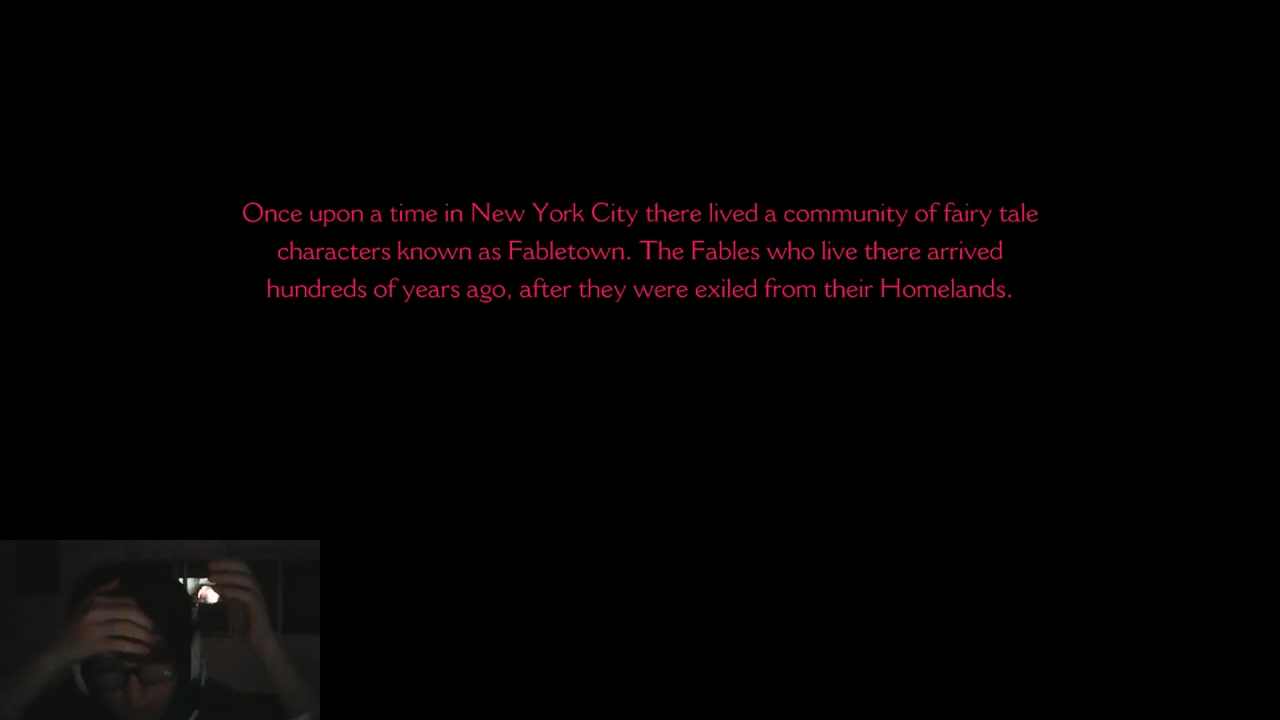 Once upon a time in New York City there lived a community of fairy tale
characters known as Fabletown. The Fables who live there arrived
hundreds of years ago, after they were exiled from their Homelands.